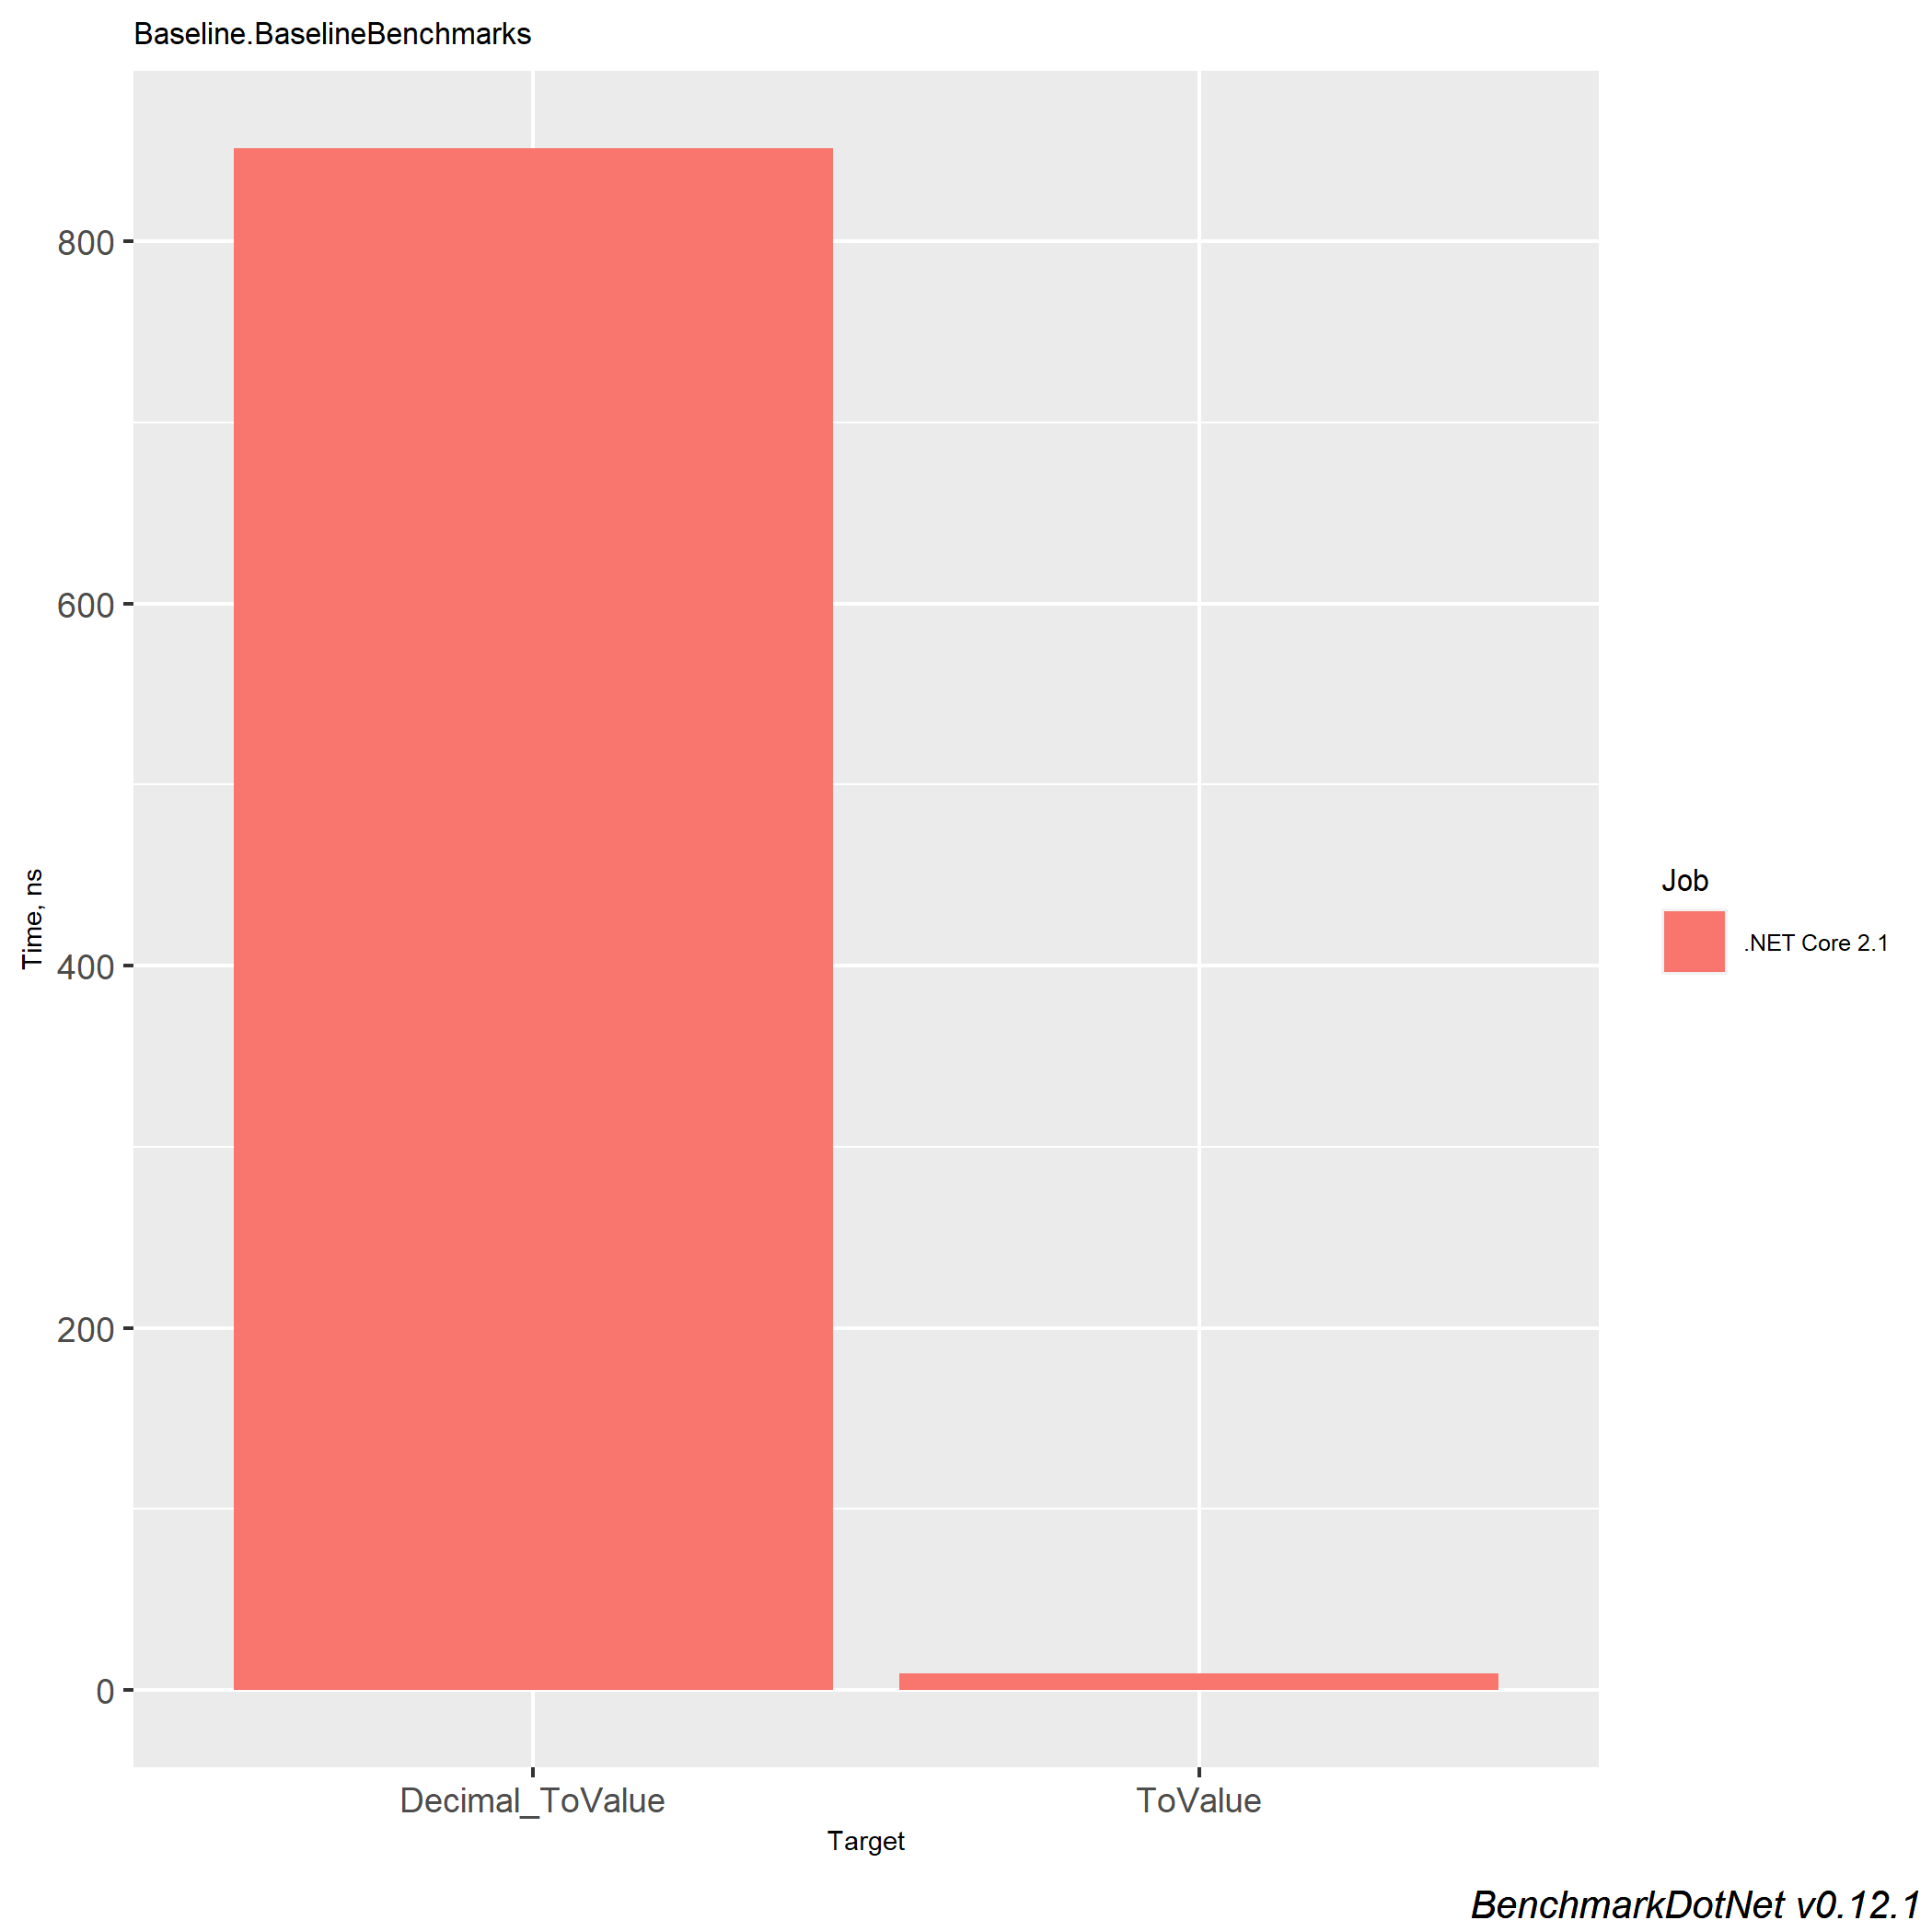 Baseline.BaselineBenchmarks
800
600
400
200
0
Time, ns
Decimal_ToValue
ToValue
Target
Job
.NET Core 2.1
BenchmarkDotNet v0.12.1